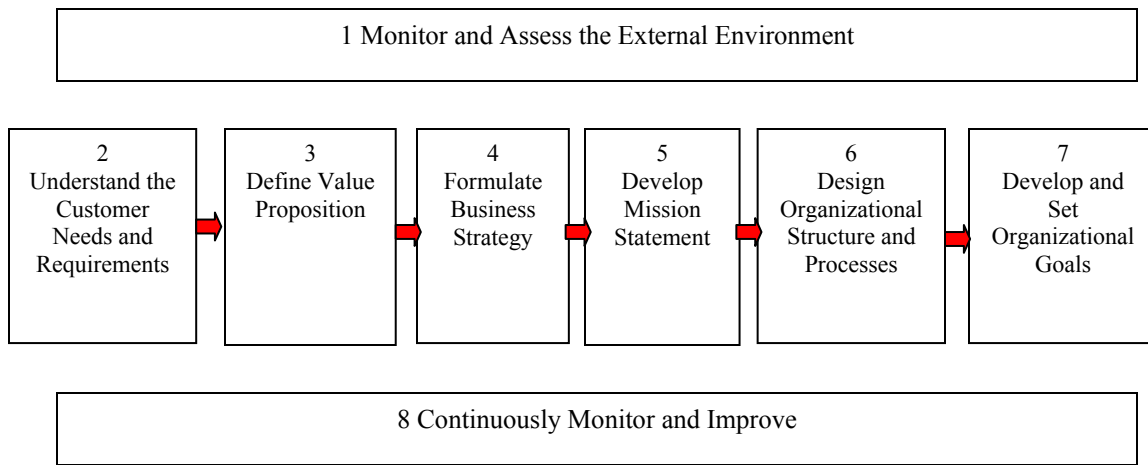 1 Monitor and Assess the External Environment
2
Understand the
Customer
Needs and
Requirements
3
Define Value
Proposition
4
Formulate
Business
Strategy
5
Develop
Mission
Statement
6
Design
Organizational
Structure and
Processes
7
Develop and
Set
Organizational
Goals
8 Continuously Monitor and Improve